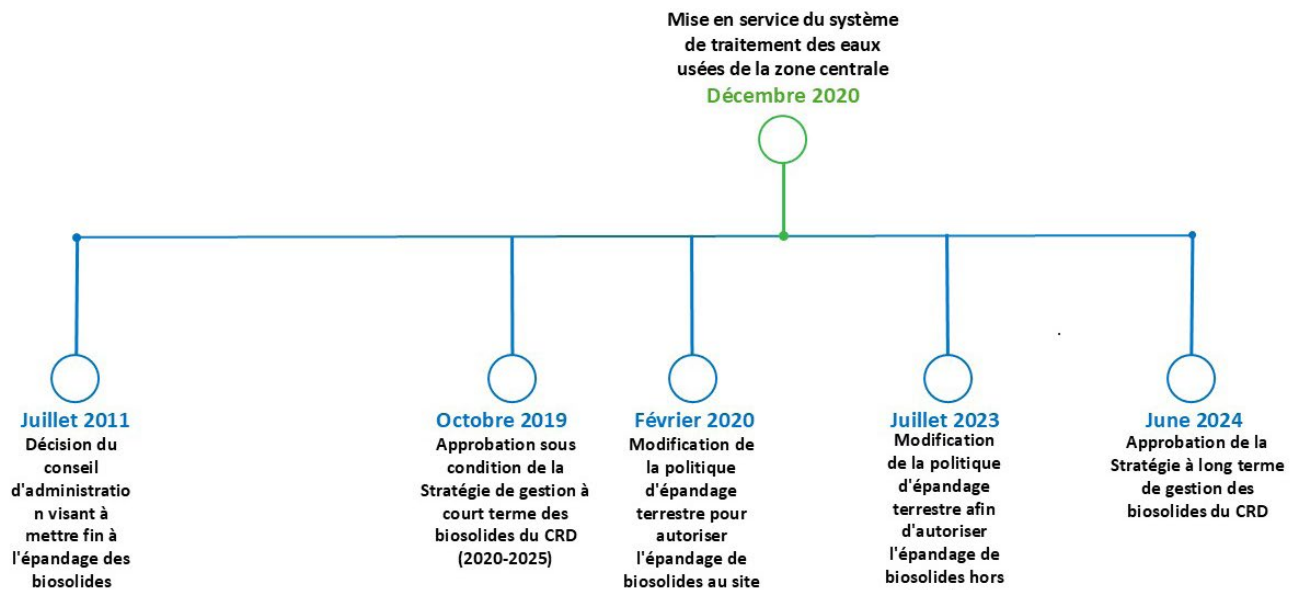 Mise en service du système
de traitement des eaux
usées de la zone centrale
Décembre 2020
Juillet 2011
Décision du
conseil
d'administratio
n visant à
mettre fin à
l'épandage des
biosolides
Octobre 2019
Approbation sous
condition de la
Stratégie de gestion à
court terme des
biosolides du CRD
(2020-2025)
Février 2020
Modification de
la politique
d'épandage
terrestre pour
autoriser
l'épandage de
biosolides au site
Juillet 2023
Modification
de la politique
d'épandage
terrestre afin
d'autoriser
l'épandage de
biosolides hors
June 2024
Approbation de la
Stratégie à long terme
de gestion des
biosolides du CRD